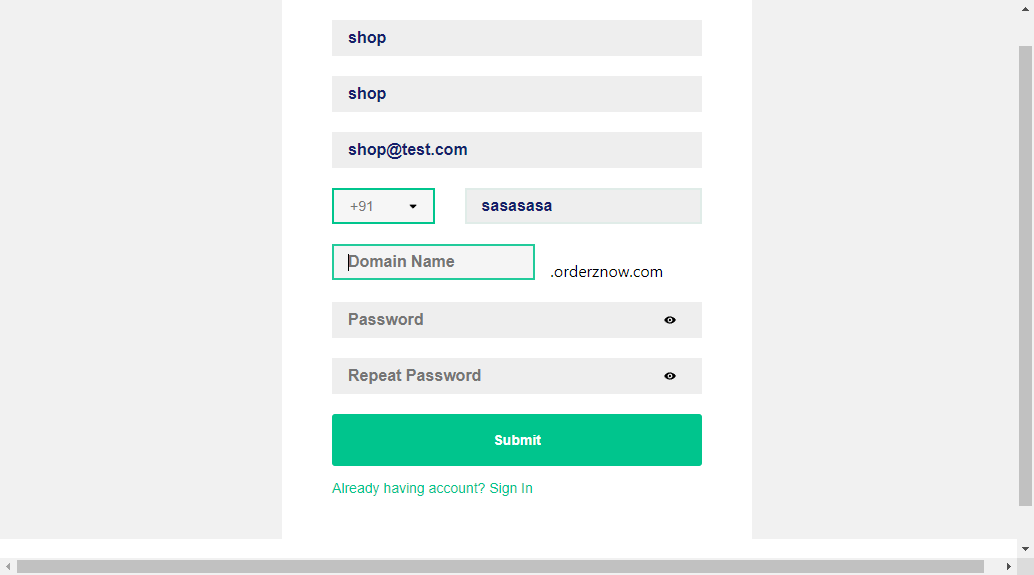 shop
shop
shop@test.com
+91 sasasasa
Domain Name .orderznow.com
Password
Repeat Password
Submit
Already having account? Sign In